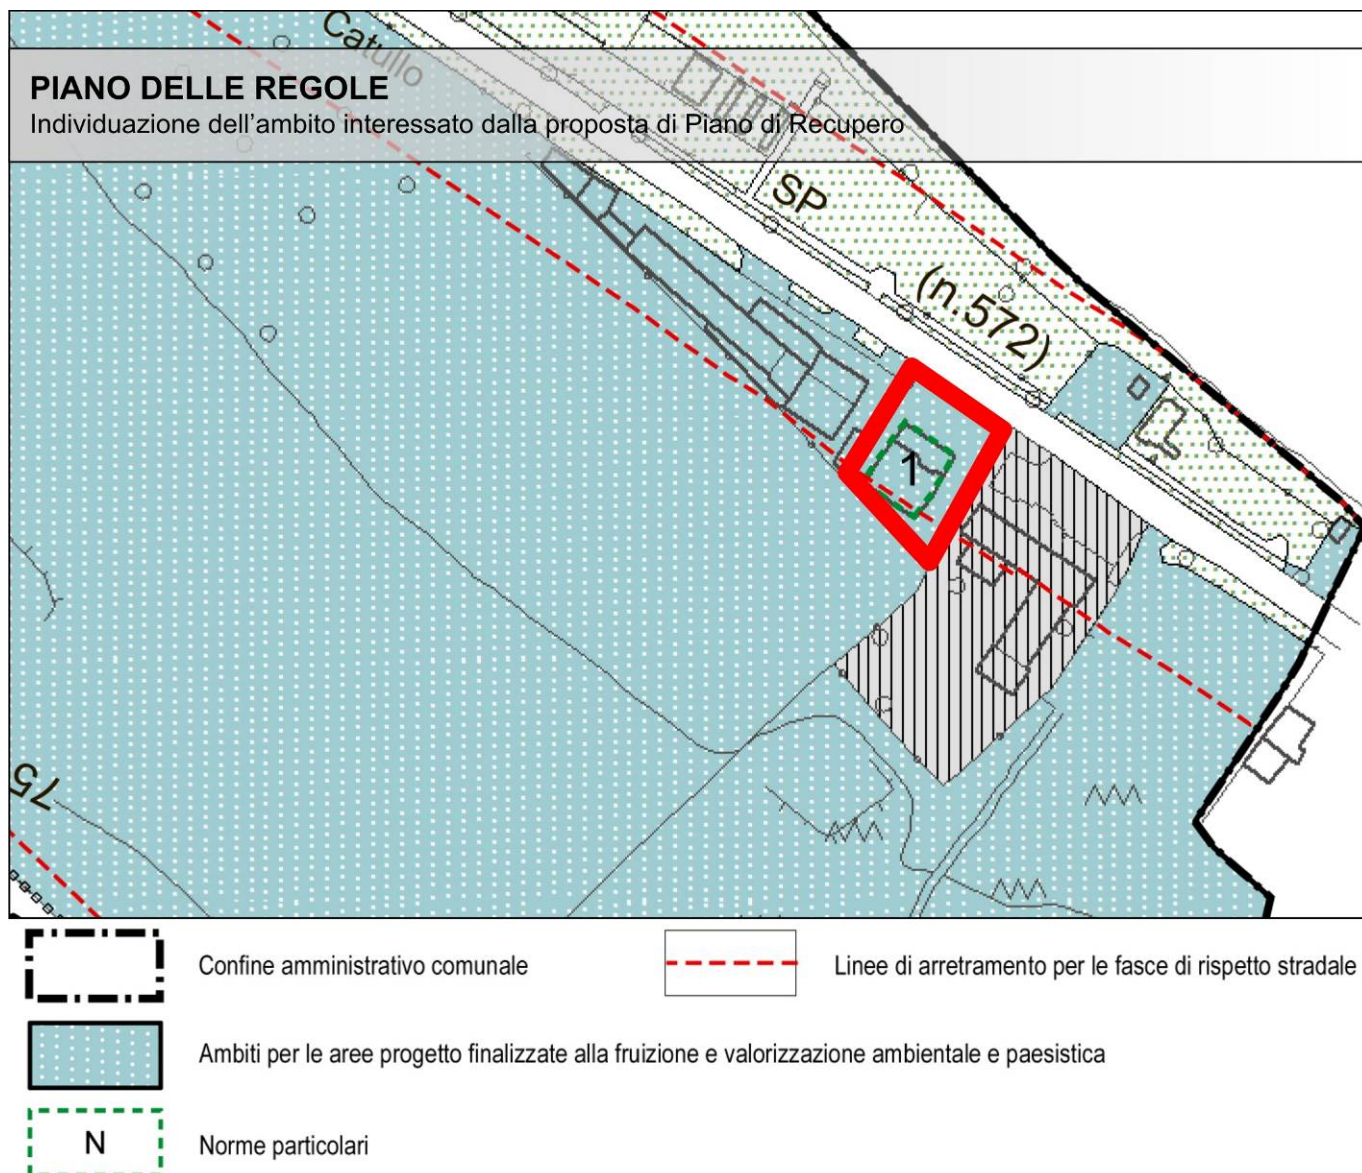 Catullo
PIANO DELLE REGOLE
Individuazione dell'ambito interessato dalla proposta di Piano di Recupero
SP
(n.572)
1
75
Confine amministrativo comunale
Linee di arretramento per le fasce di rispetto stradale
Ambiti per le aree progetto finalizzate alla fruizione e valorizzazione ambientale e paesistica
N
Norme particolari